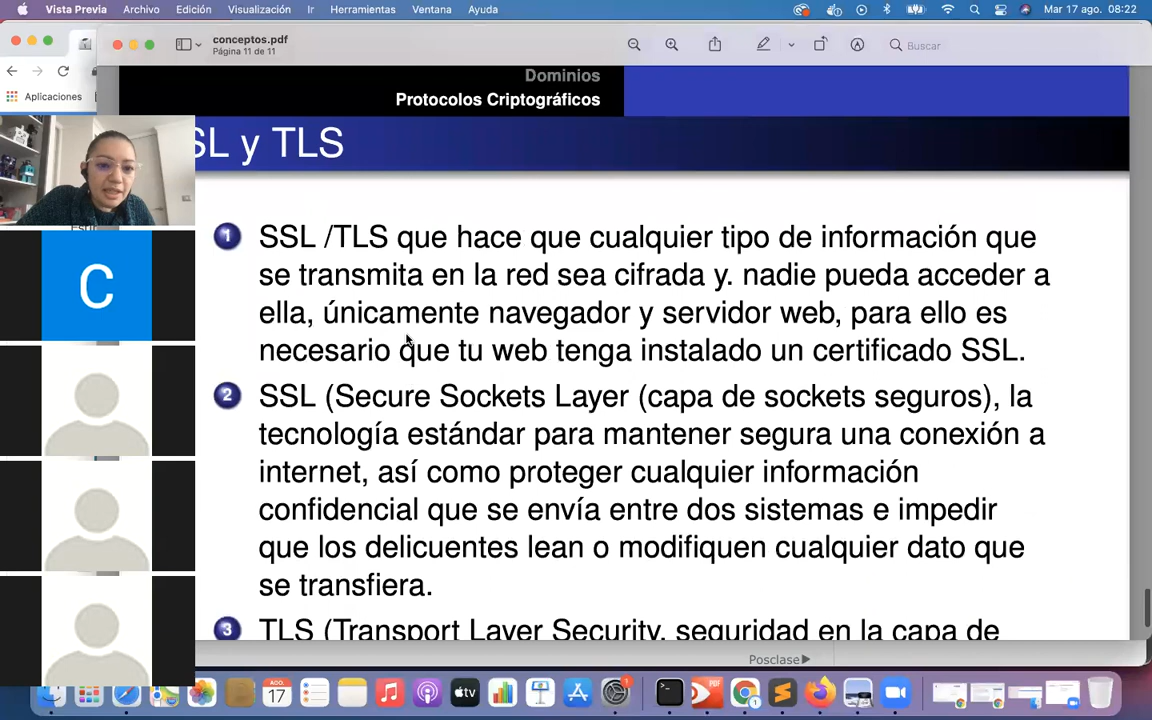 Vista Previa Archivo Edición Visualización Ir Herramientas Ventana Ayuda Mar 17 ago. 08:22
conceptos.pdf
Página 11 de 11
Buscar
Aplicaciones
Dominios
Protocolos Criptográficos
SL y TLS
1 SSL /TLS que hace que cualquier tipo de información que
se transmita en la red sea cifrada y. nadie pueda acceder a
ella, únicamente navegador y servidor web, para ello es
necesario que tu web tenga instalado un certificado SSL.
2 SSL (Secure Sockets Layer (capa de sockets seguros), la
tecnología estándar para mantener segura una conexión a
internet, así como proteger cualquier información
confidencial que se envía entre dos sistemas e impedir
que los delicuentes lean o modifiquen cualquier dato que
se transfiera.
3 TLS (Transport Layer Security, seguridad en la capa de
C
Posclase
AGO.
17
tv
PDF
1